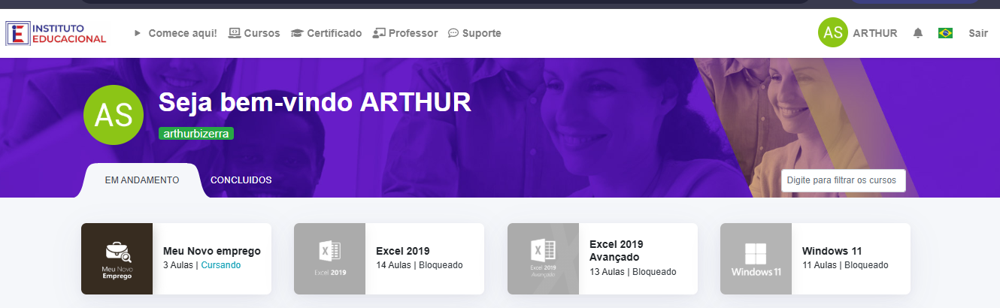 INSTITUTO
EDUCACIONAL
Comece aqui!
Cursos
Certificado
Professor
Suporte
AS
ARTHUR
Sair
AS
Seja bem-vindo ARTHUR
arthurbizerra
EM ANDAMENTO
CONCLUIDOS
Digite para filtrar os cursos
Meu Novo
Emprego
Meu Novo emprego
3 Aulas | Cursando
Excel 2019
Excel 2019
14 Aulas | Bloqueado
Excel 2019
Avançado
Excel 2019
Avançado
13 Aulas | Bloqueado
Windows 11
Windows 11
11 Aulas | Bloqueado